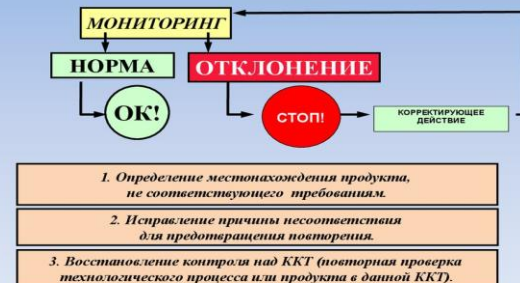 МОНИТОРИНГ
НОРМА
ОТКЛОНЕНИЕ
ОК!
СТОП!
КОРРЕКТИРУЮЩЕЕ
ДЕЙСТВИЕ
1. Определение местонахождения продукта,
не соответствующего требованиям.
2. Исправление причины несоответствия
для предотвращения повторения.
3. Восстановление контроля над ККТ (повторная проверка
технологического процесса или продукта в данной ККТ).